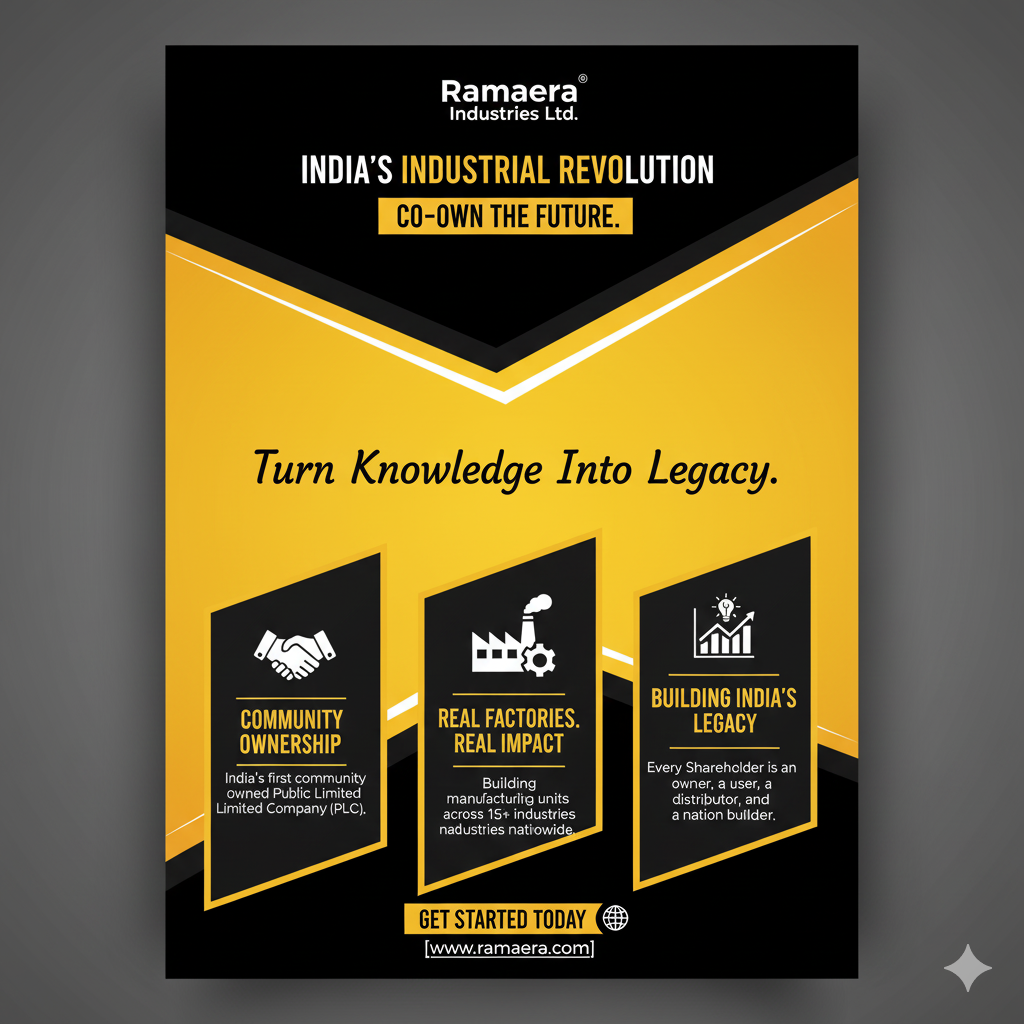 Ramaera©
Industries Ltd.
INDIA'S INDUSTRIAL REVOLUTION
CO-OWN THE FUTURE.
Turn Knowledge Into Legacy.
COMMUNITY
OWNERSHIP
India's first community
owned Public Limited
Limited Company (PLC).
REAL FACTORIES.
REAL IMPACT
Building
manufacturilg units
across 15+ industries
nadustries natiowide.
BUILDING INDIA'S
LEGACY
Every Shareholder is an
owner, a user, a
distributor, and
a nation builder.
GET STARTED TODAY
[www.ramaera.com]